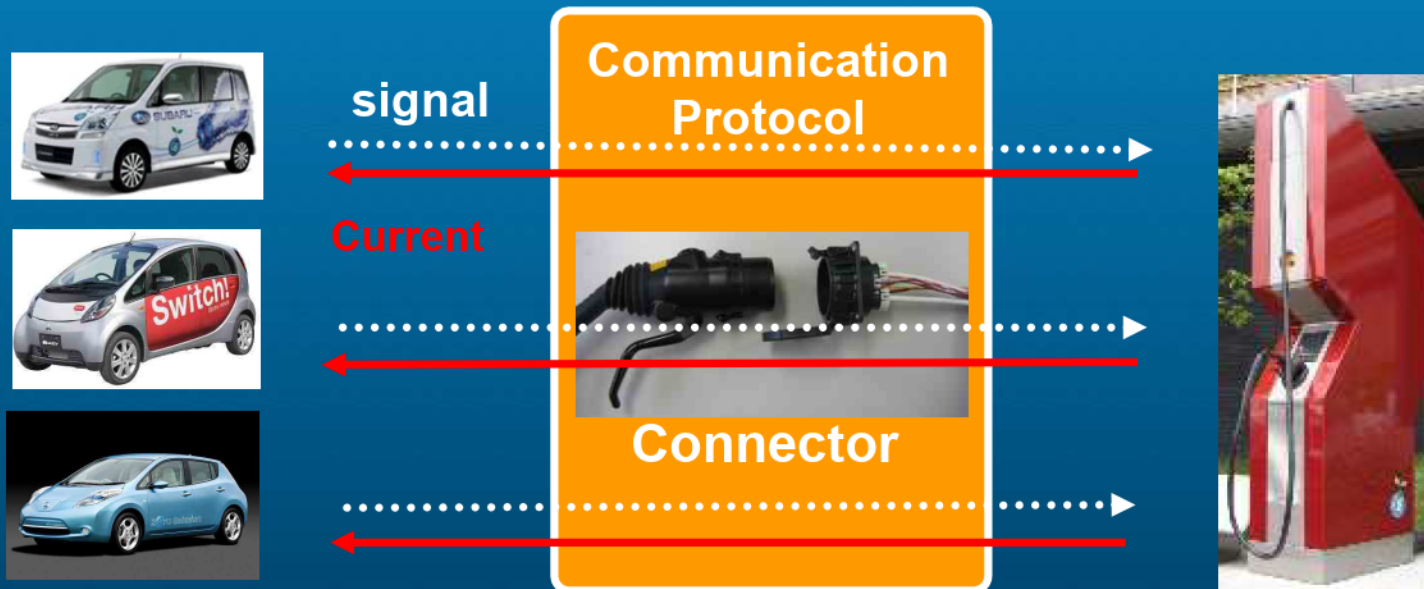 Communication
Protocol
signal
SUBARU
Current
Switch!
Connector